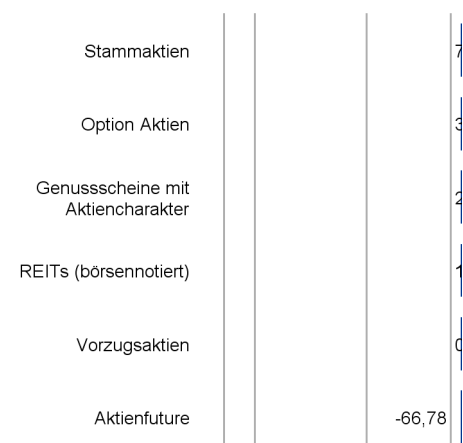 Stammaktien
Option Aktien
Genussscheine mit
Aktiencharakter
REITs (börsennotiert)
Vorzugsaktien
Aktienfuture -66,78